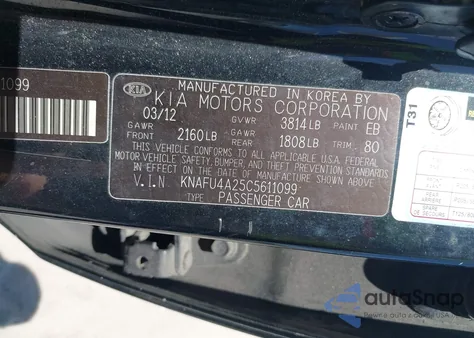 1099
MANUFACTURED IN KOREA BY
KIA
KIA MOTORS CORPORATION
03/12 GVWR 3814 LB PAINT EB
GAWR FRONT 2160 LB GAWR REAR 1808 LB TRIM 80
THIS VEHICLE CONFORMS TO ALL APPLICABLE U.S.A FEDERAL
MOTOR VEHICLE SAFETY, BUMPER AND THEFT PREVENTION STANDARDS
IN EFFECT ON THE DATE OF MANUFACTURE SHOWN ABOVE.
V.I.N KNAFU4A25C5611099
TYPE: PASSENGER CAR
T31
autoSnap